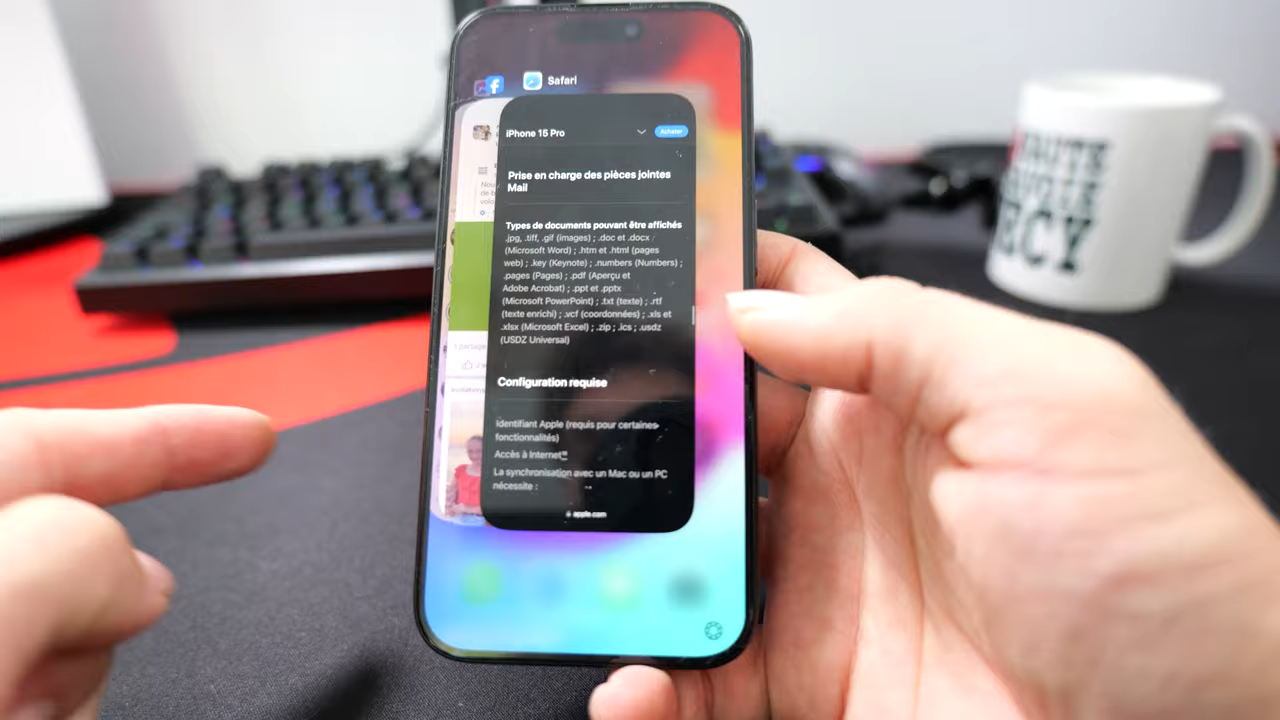 Safari
iPhone 15 Pro
Acheter
Prise en charge des pièces jointes
Mail
Types de documents pouvant être affichés
.jpg, .tiff, .gif (images) ; .doc et .docx
(Microsoft Word) ; .htm et .html (pages
web) ; .key (Keynote) ; .numbers (Numbers) ;
.pages (Pages) ; .pdf (Aperçu et
Adobe Acrobat) ; .ppt et .pptx
(Microsoft PowerPoint) ; .txt (texte) ; .rtf
(texte enrichi) ; .vcf (coordonnées) ; .xls et
.xlsx (Microsoft Excel) ; .zip ; .ics ; .usdz
(USDZ Universal)
Configuration requise
Identifiant Apple (requis pour certaines
fonctionnalités)
Accès à Internet
La synchronisation avec un Mac ou un PC
nécessite :
apple.com